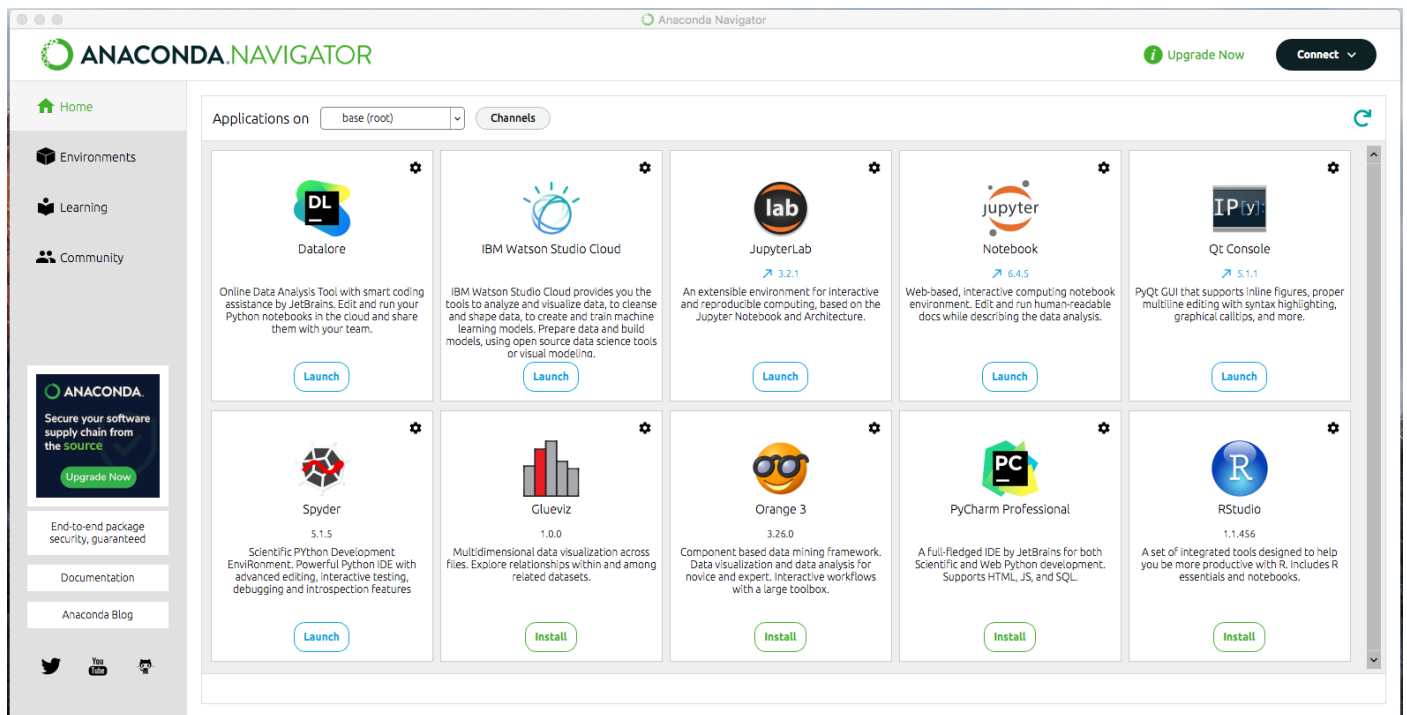 Anaconda Navigator
ANACONDA.NAVIGATOR
Upgrade Now
Connect
Home
Environments
Learning
Community
ANACONDA.
Secure your software
supply chain from
the source
Upgrade Now
End-to-end package
security, guaranteed
Documentation
Anaconda Blog
You
Tube
Applications on
base (root)
Channels
DL
Datalore
Online Data Analysis Tool with smart coding
assistance by JetBrains. Edit and run your
Python notebooks in the cloud and share
them with your team.
Launch
IBM Watson Studio Cloud
IBM Watson Studio Cloud provides you the
tools to analyze and visualize data, to cleanse
and shape data, to create and train machine
learning models. Prepare data and build
models, using open source data science tools
or visual modeling.
Launch
lab
JupyterLab
3.2.1
An extensible environment for interactive
and reproducible computing, based on the
Jupyter Notebook and Architecture.
Launch
jupyter
Notebook
6.4.5
Web-based, interactive computing notebook
environment. Edit and run human-readable
docs while describing the data analysis.
Launch
IP[y]:
Qt Console
5.1.1
PyQt GUI that supports inline figures, proper
multiline editing with syntax highlighting,
graphical calltips, and more.
Launch
Spyder
5.1.5
Scientific PYthon Development
EnviRonment. Powerful Python IDE with
advanced editing, interactive testing,
debugging and introspection features
Launch
Glueviz
1.0.0
Multidimensional data visualization across
files. Explore relationships within and among
related datasets.
Install
Orange 3
3.26.0
Component based data mining framework.
Data visualization and data analysis for
novice and expert. Interactive workflows
with a large toolbox.
Install
PC
PyCharm Professional
A full-fledged IDE by JetBrains for both
Scientific and Web Python development.
Supports HTML, JS, and SQL.
Install
R
RStudio
1.1.456
A set of integrated tools designed to help
you be more productive with R. Includes R
essentials and notebooks.
Install